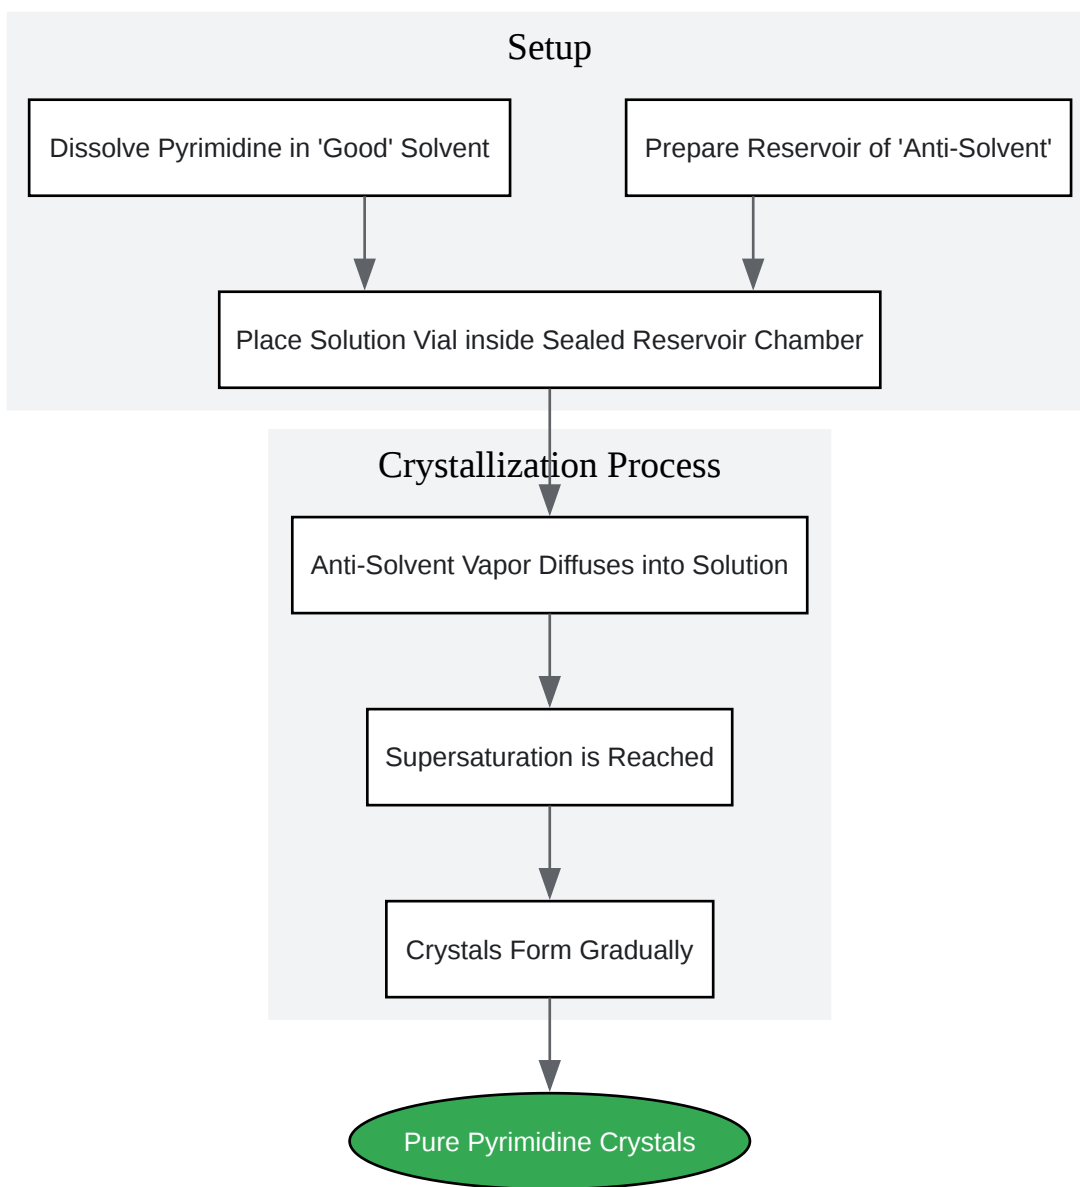 Setup
Dissolve Pyrimidine in 'Good' Solvent
Prepare Reservoir of 'Anti-Solvent'
Place Solution Vial inside Sealed Reservoir Chamber
Crystallization Process
Anti-Solvent Vapor Diffuses into Solution
Supersaturation is Reached
Crystals Form Gradually
Pure Pyrimidine Crystals